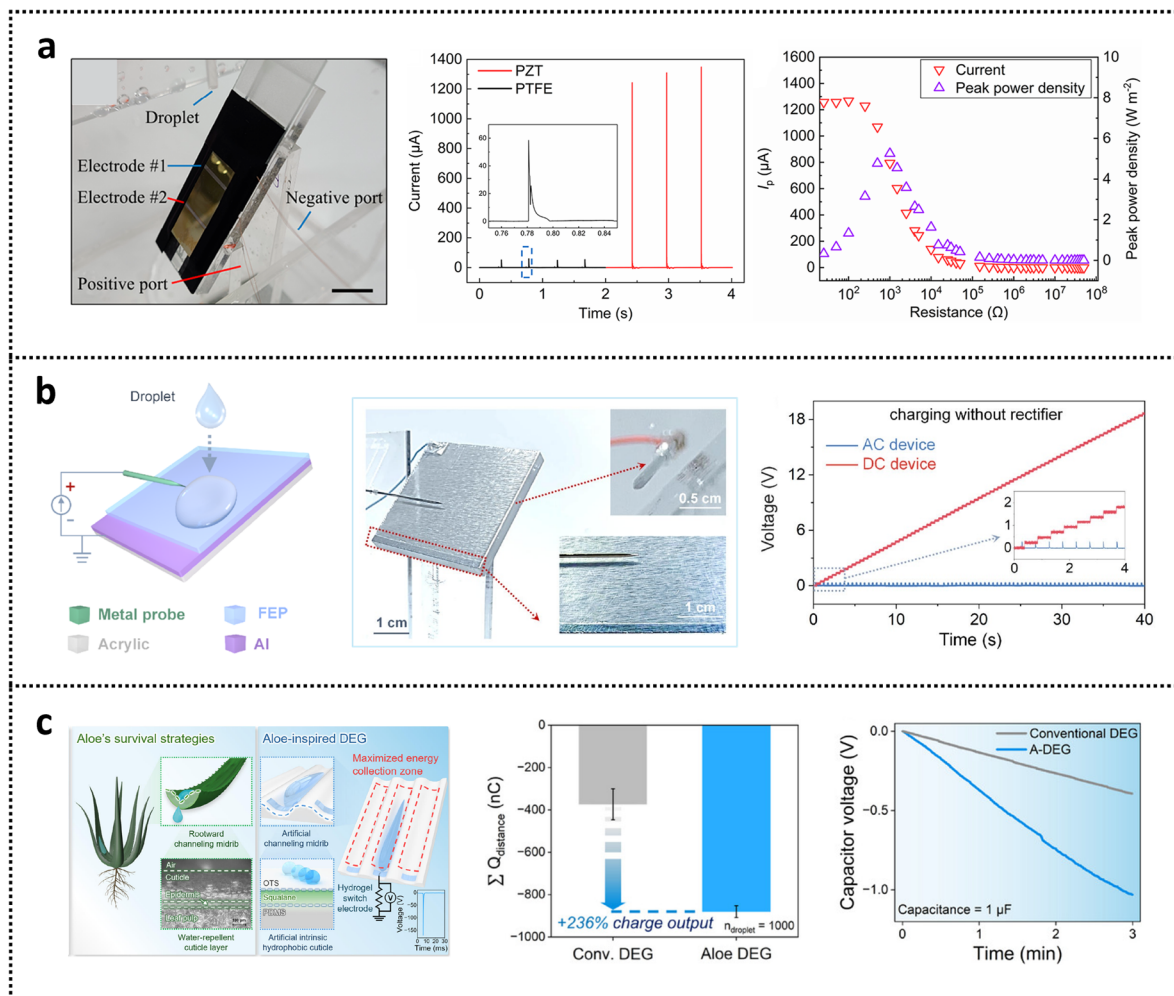 a
Droplet
Electrode #1
Electrode #2
Negative port
Positive port
PZT
PTFE
Current (μA)
1400
1200
1000
800
600
400
200
0
60
40
20
0
0.76 0.78 0.80 0.82 0.84
0 1 2 3 4
Time (s)
Current
Peak power density
Iₚ (μA)
1600
1400
1200
1000
800
600
400
200
0
10
8
6
4
2
0
Peak power density (W m⁻²)
10² 10³ 10⁴ 10⁵ 10⁶ 10⁷ 10⁸
Resistance (Ω)
b
Droplet
+
−
Metal probe
FEP
Acrylic
Al
0.5 cm
1 cm
1 cm
charging without rectifier
AC device
DC device
Voltage (V)
18
12
6
0
2
1
0
0 2 4
0 10 20 30 40
Time (s)
c
Aloe's survival strategies
Rootward
channeling midrib
Air
Cuticle
Epidermis
Leaf pulp
Water-repellent
cuticle layer
Aloe-inspired DEG
Maximized energy
collection zone
Artificial
channeling midrib
OTS
Squalane
PDMS
Artificial intrinsic
hydrophobic cuticle
Hydrogel
switch
electrode
V
Voltage (V)
0
-50
-100
-150
0 10 20 30
Time (ms)
∑ Qdistance (nC)
0
−200
−400
−600
−800
−1000
+236% charge output
ndroplet = 1000
Conv. DEG Aloe DEG
Conventional DEG
A-DEG
Capacitor voltage (V)
0.0
−0.5
−1.0
Capacitance = 1 μF
0 1 2 3
Time (min)